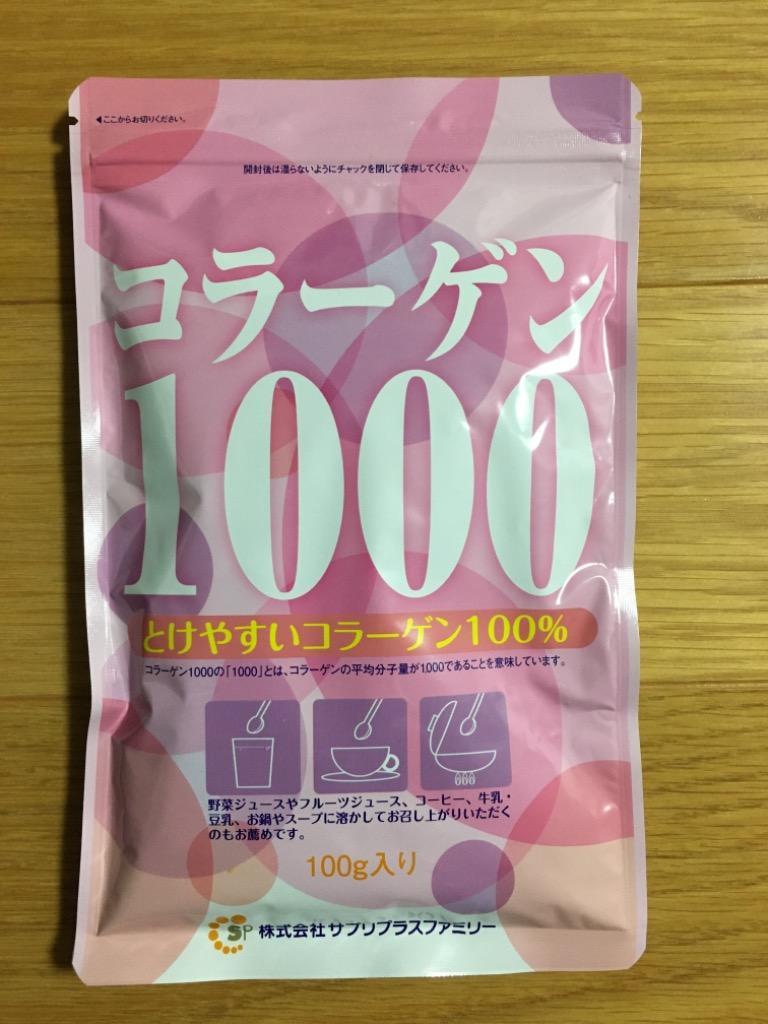 ◀ここからお切りください。
開封後は湿らないようにチャックを閉じて保存してください。
コラーゲン
1000
とけやすいコラーゲン100%
コラーゲン1000の「1000」とは、コラーゲンの平均分子量が1,000であることを意味しています。
野菜ジュースやフルーツジュース、コーヒー、牛乳・
豆乳、お鍋やスープに溶かしてお召し上がりいただく
のもお薦めです。
100g入り
SP 株式会社サプリプラスファミリー